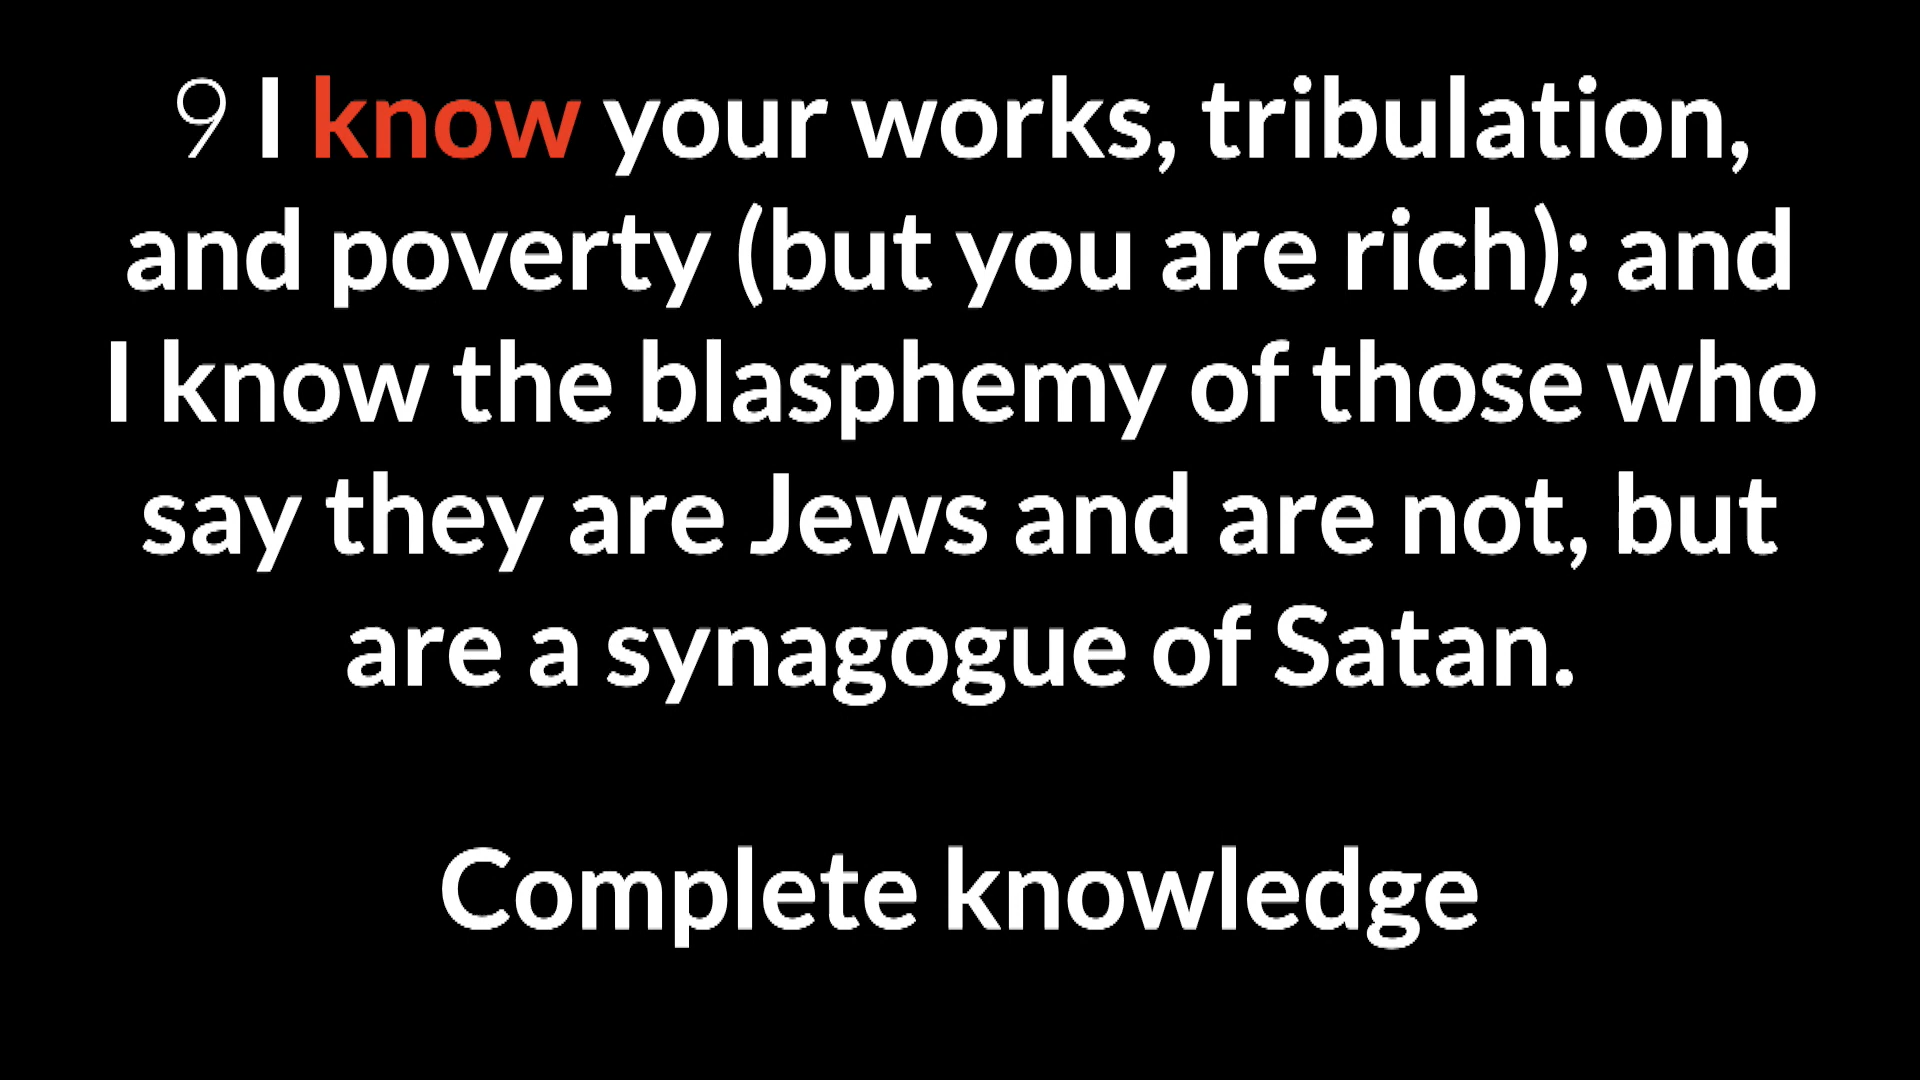 9 I know your works, tribulation,
and poverty (but you are rich); and
I know the blasphemy of those who
say they are Jews and are not, but
are a synagogue of Satan.
Complete knowledge